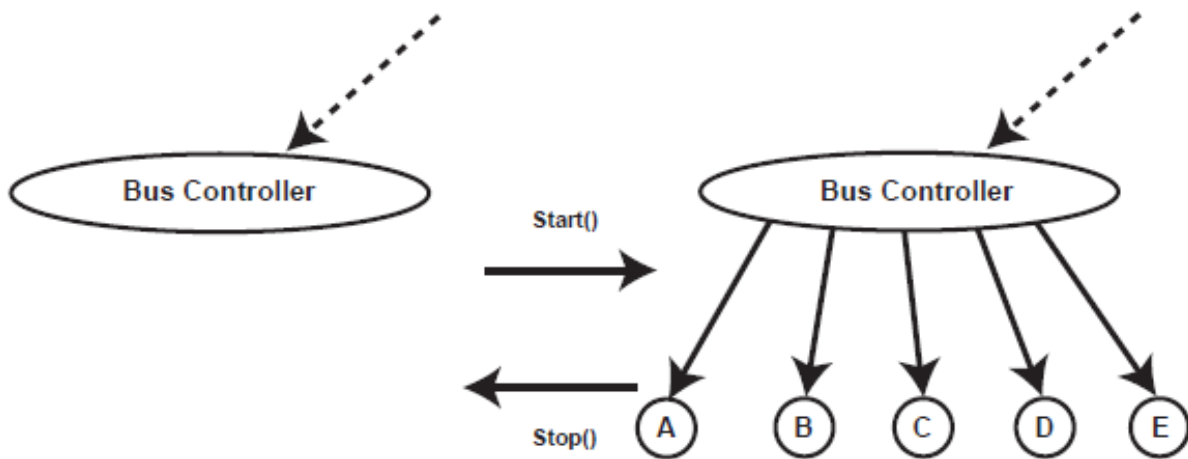 Bus Controller
Bus Controller
Start()
Stop()
A
B
C
D
E